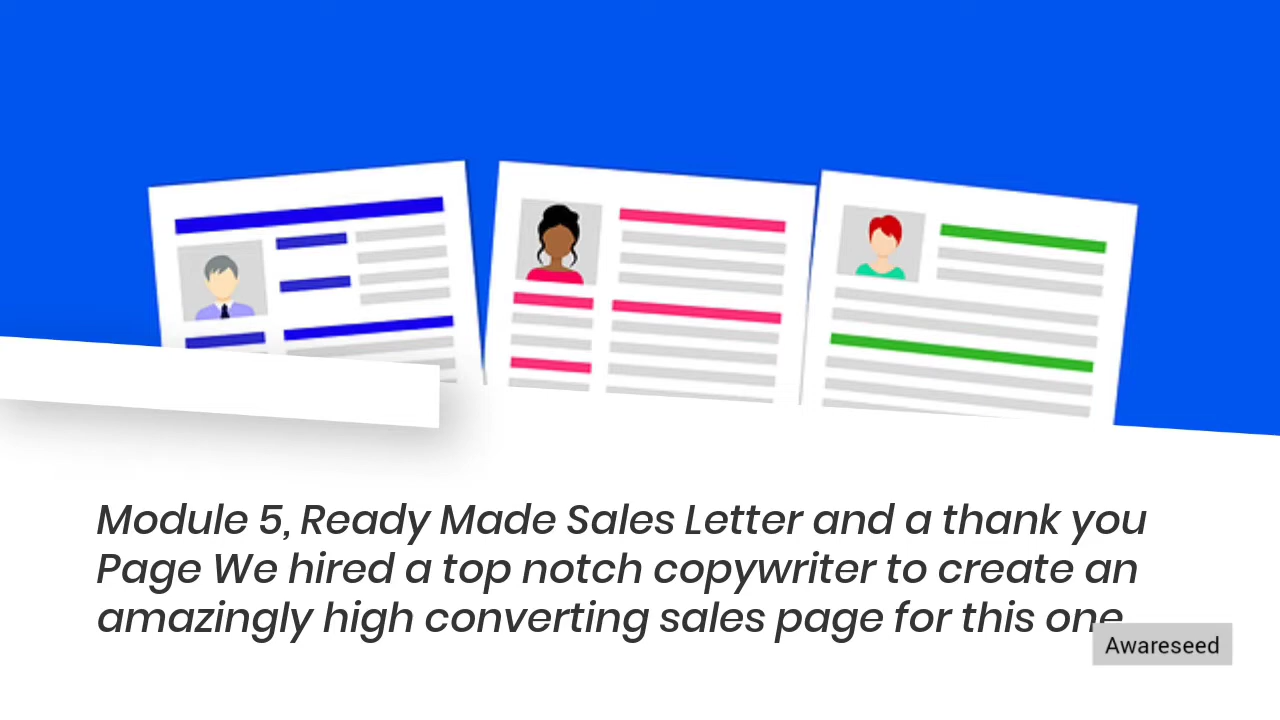 Module 5, Ready Made Sales Letter and a thank you
Page We hired a top notch copywriter to create an
amazingly high converting sales page for this one
Awareseed